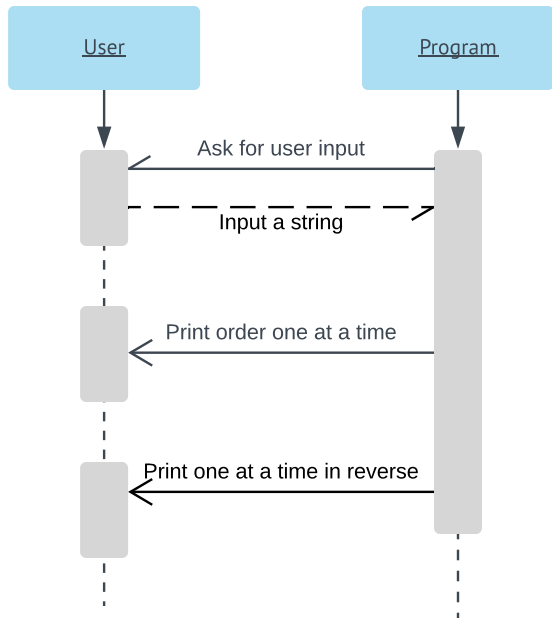 User
Program
Ask for user input
Input a string
Print order one at a time
Print one at a time in reverse